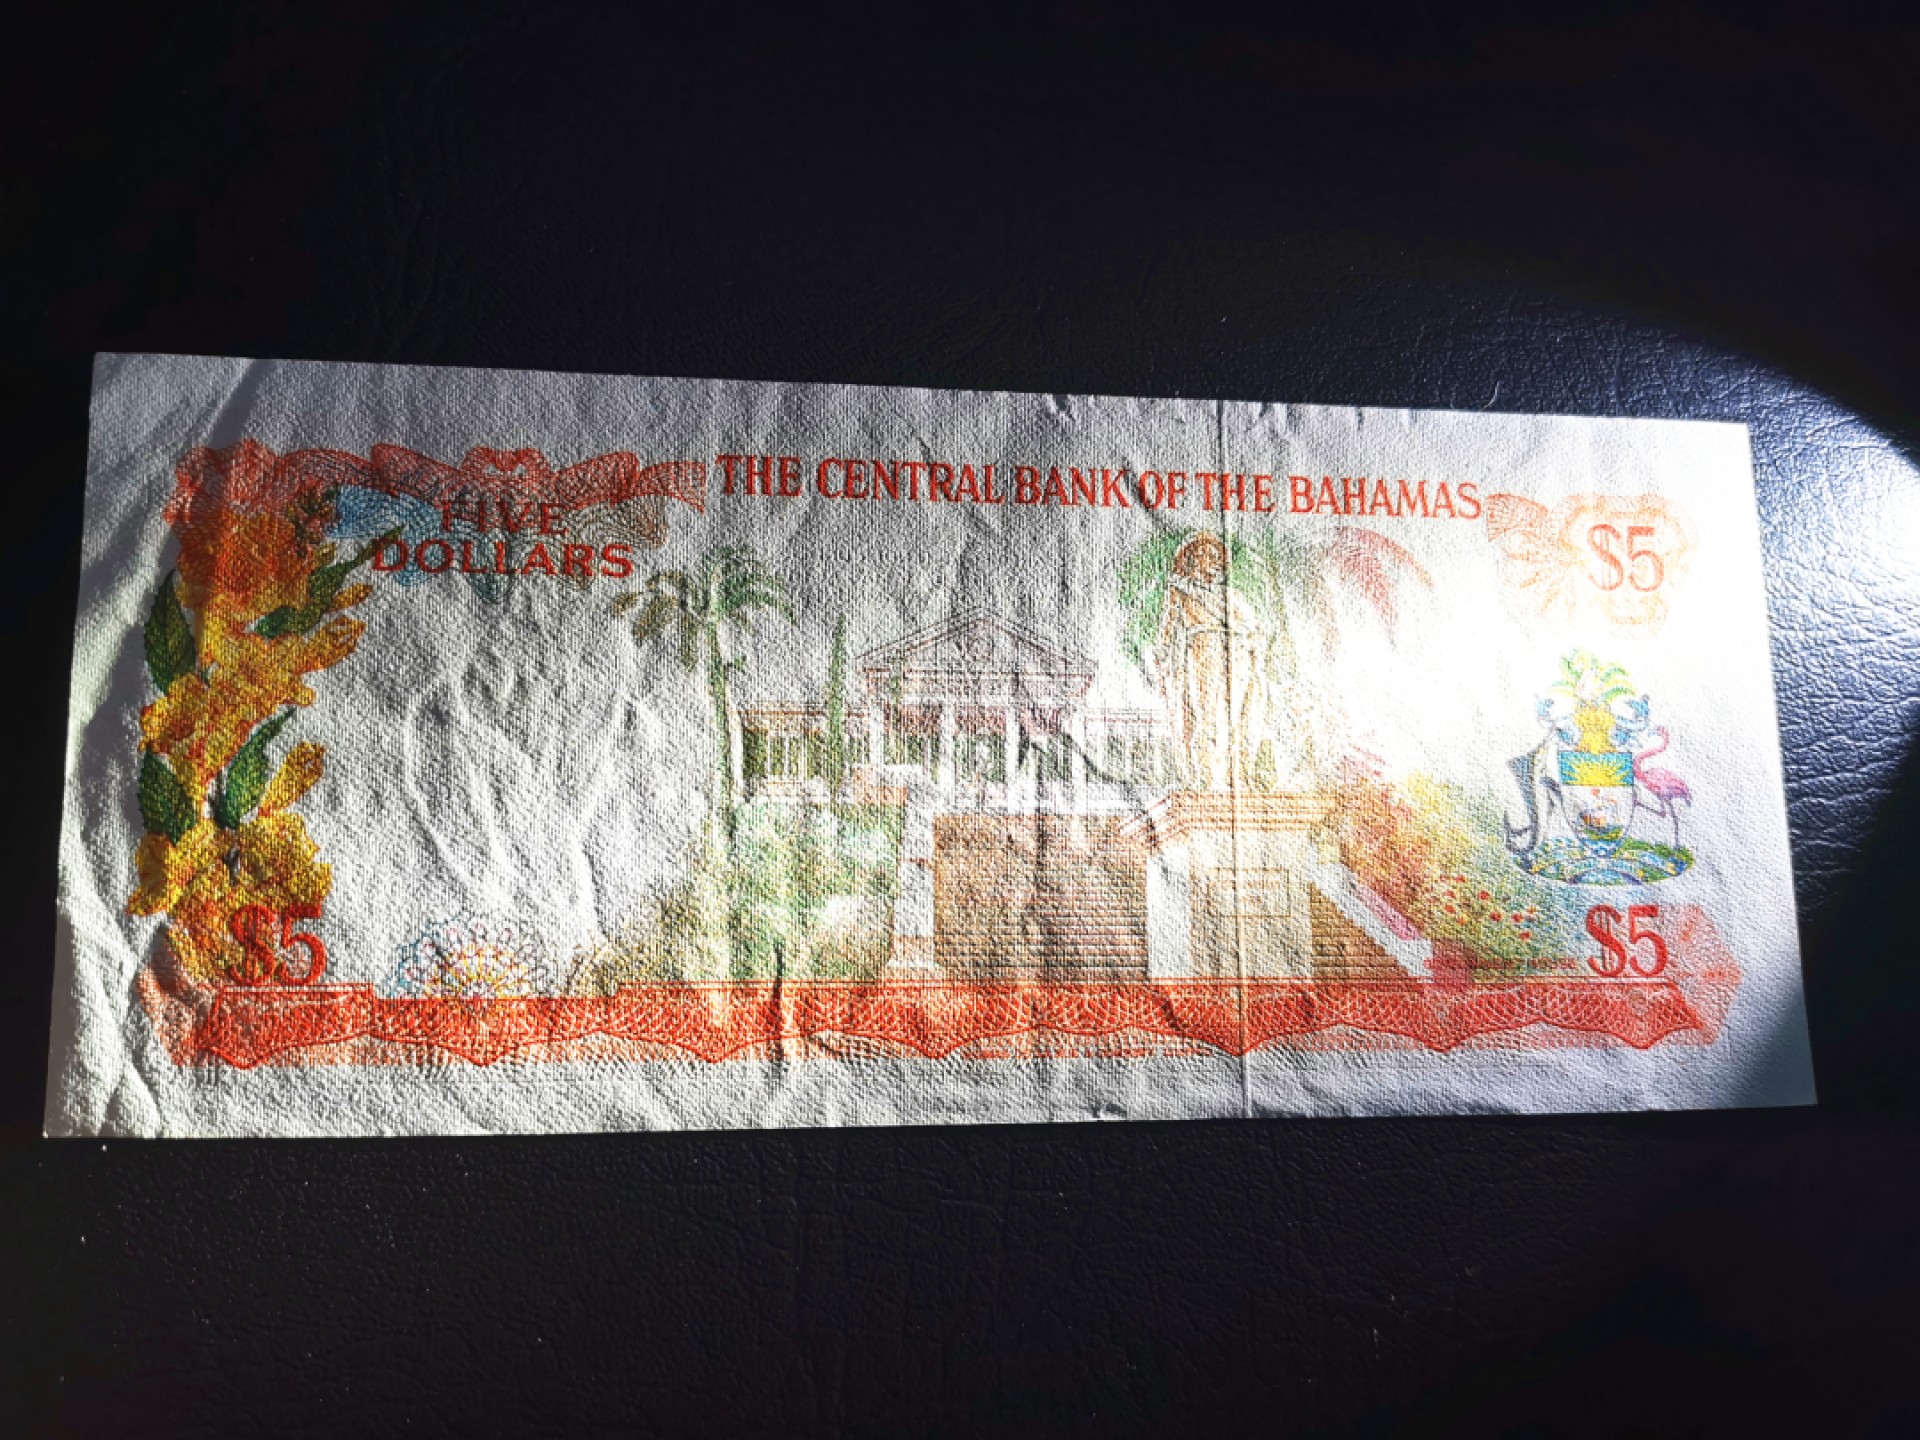 THE CENTRAL BANK OF THE BAHAMAS
FIVE
DOLLARS
$5
$5
$5